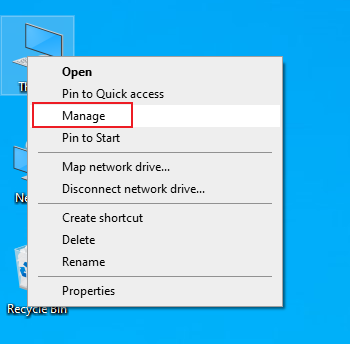 Open
Pin to Quick access
Manage
Pin to Start
Map network drive...
Disconnect network drive...
Create shortcut
Delete
Rename
Properties
Recycle Bin